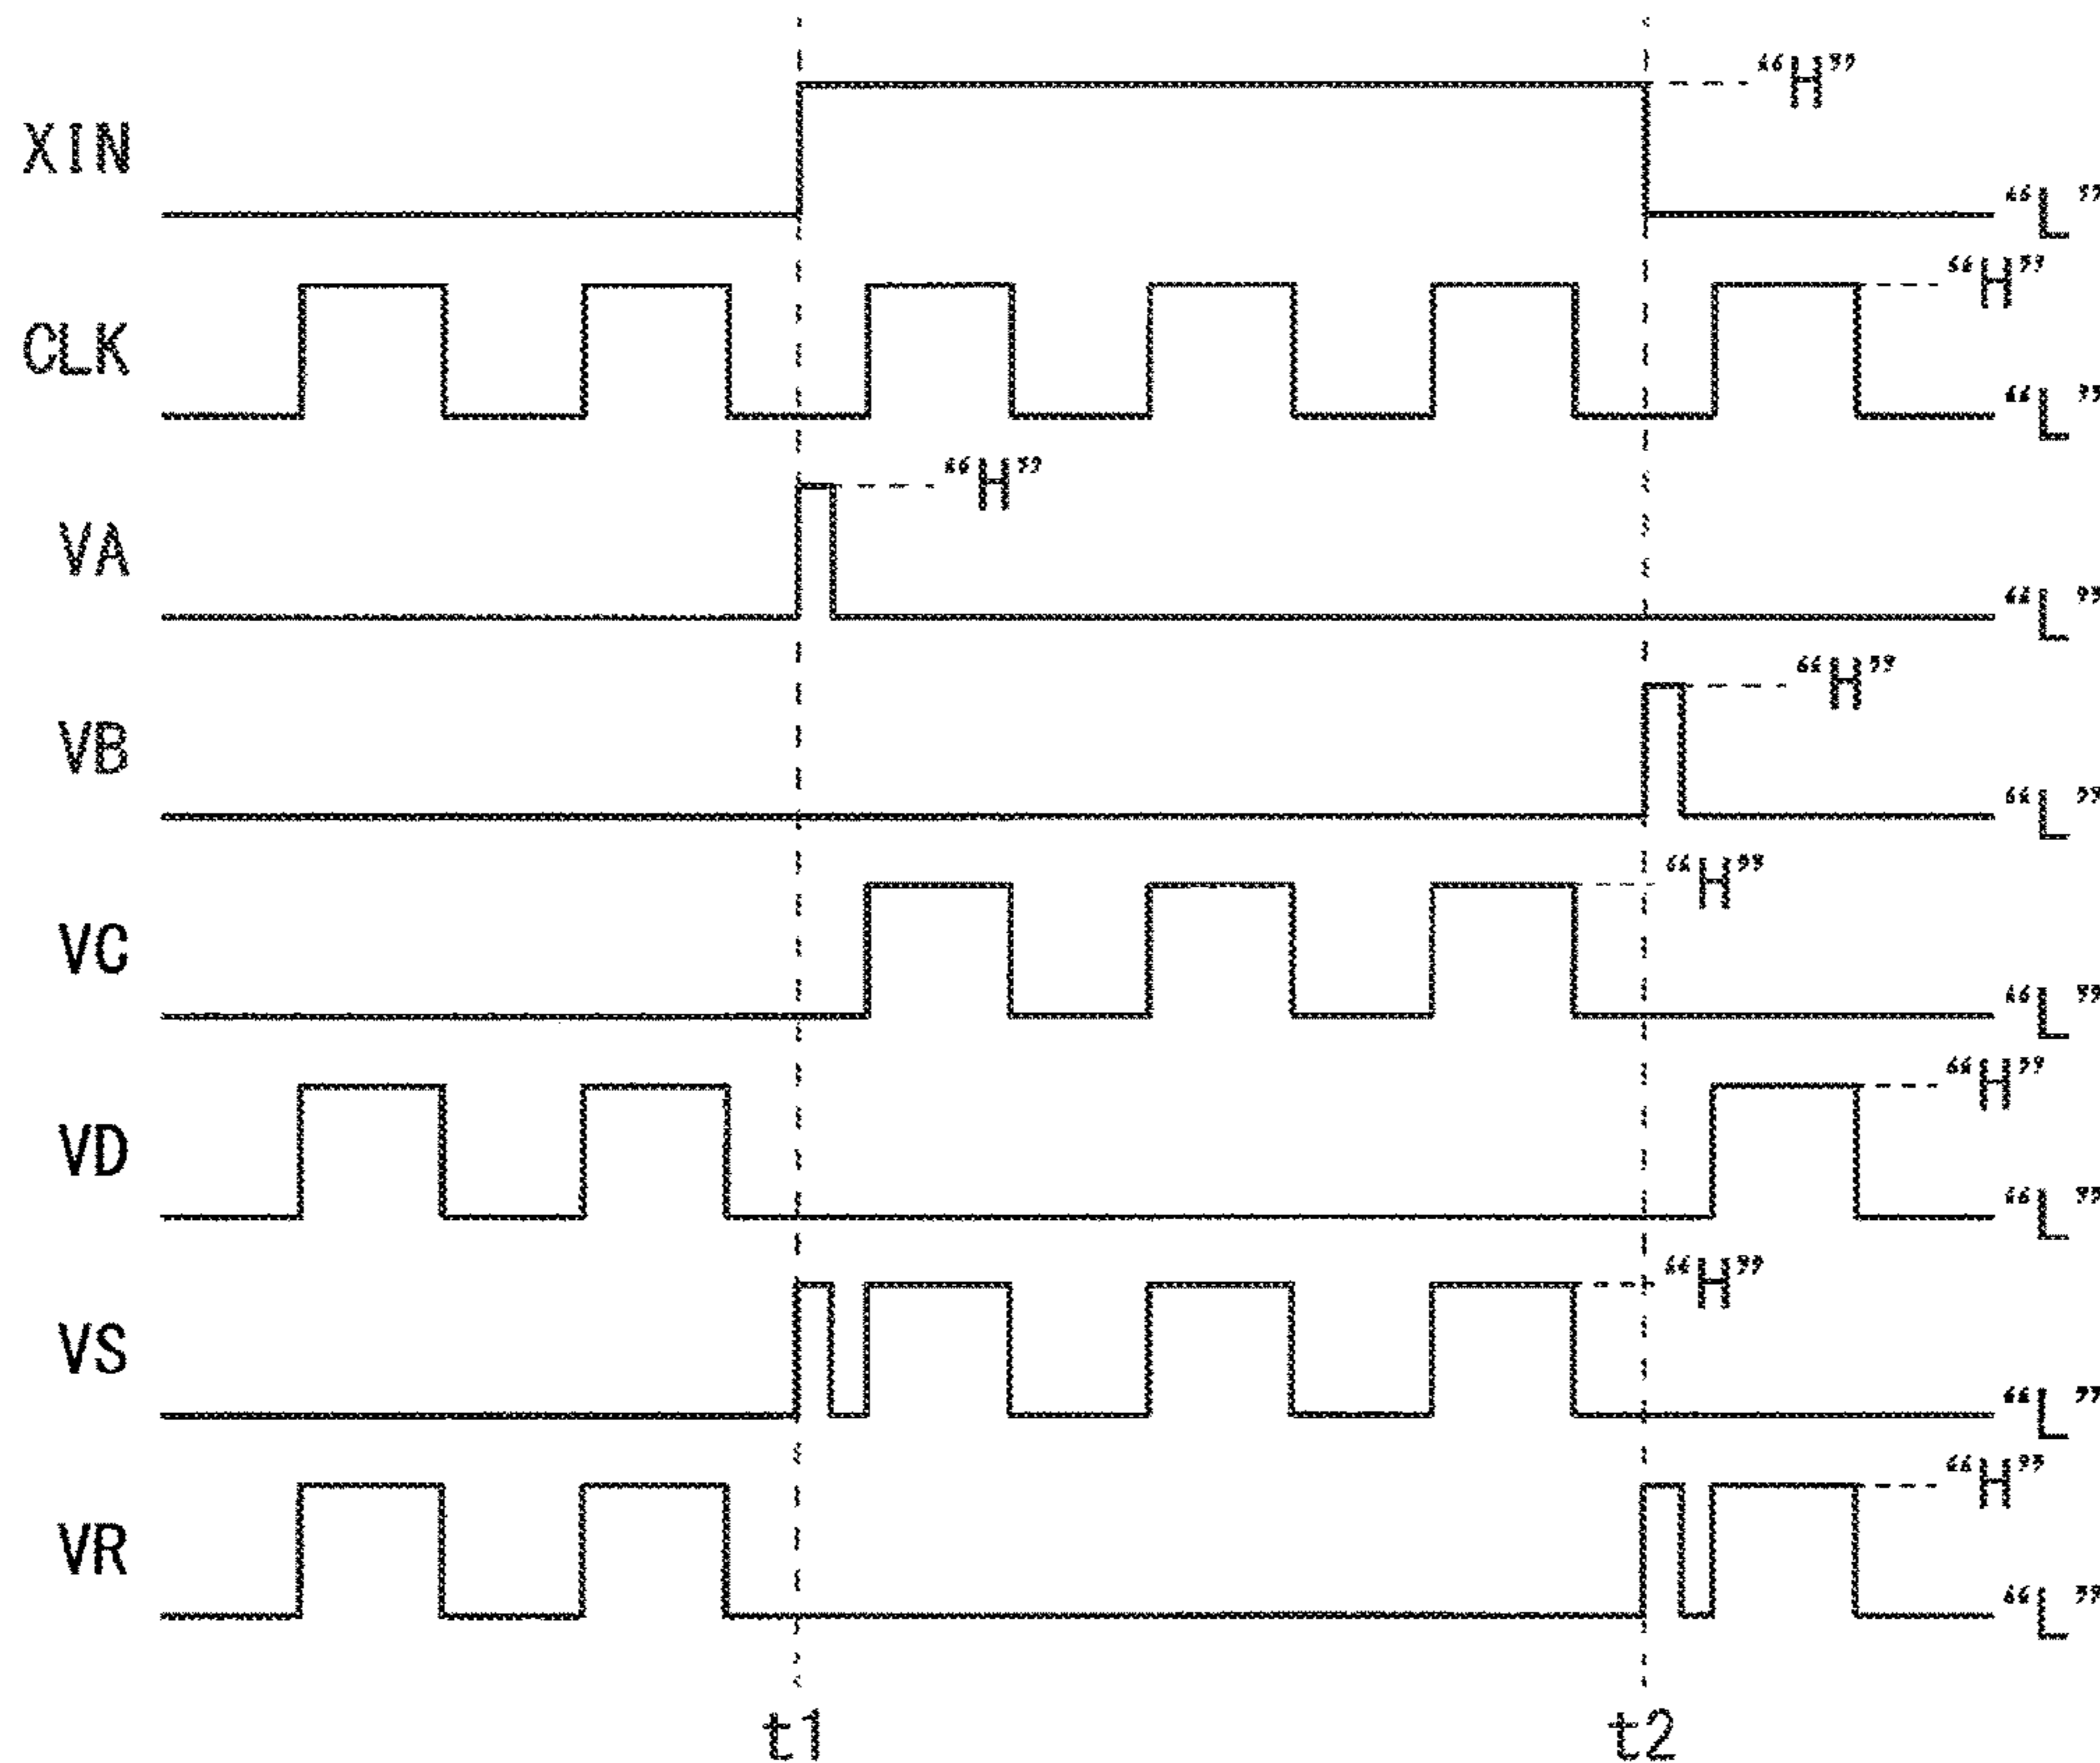 “H”
XIN
“L”
“H”
CLK
“L”
“H”
VA
“L”
“H”
VB
“L”
“H”
VC
“L”
“H”
VD
“L”
“H”
VS
“L”
“H”
VR
“L”
t1 t2